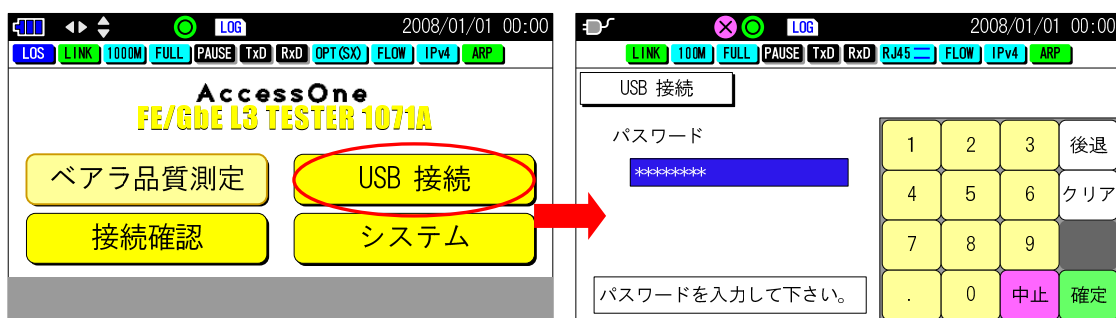 LOG 2008/01/01 00:00
LOS LINK 1000M FULL PAUSE TxD RxD OPT(SX) FLOW IPv4 ARP
AccessOne
FE/GbE L3 TESTER 1071A
ベアラ品質測定 USB 接続
接続確認 システム
LOG 2008/01/01 00:00
LINK 100M FULL PAUSE TxD RxD RJ45 FLOW IPv4 ARP
USB 接続
パスワード
********
1 2 3 後退
4 5 6 クリア
7 8 9
. 0 中止 確定
パスワードを入力して下さい。